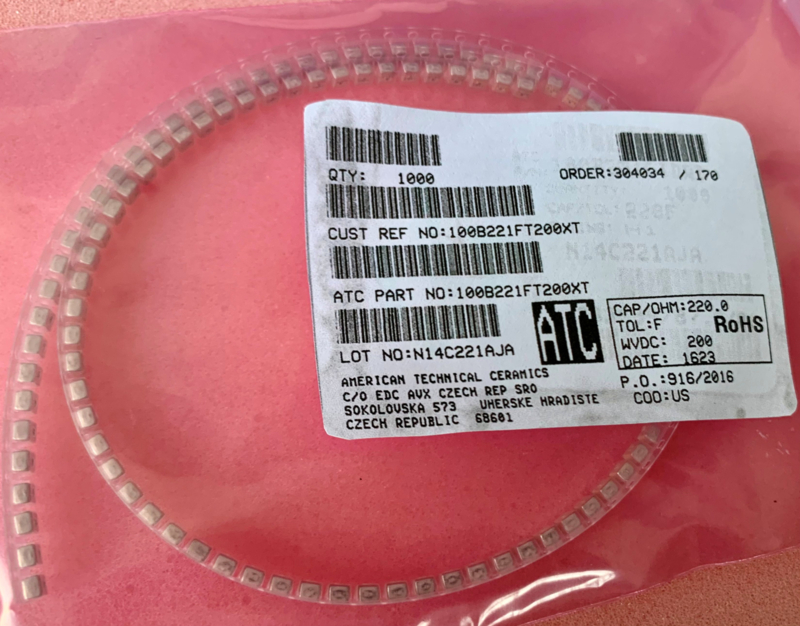 QTY: 1000
ORDER:304034 / 170
CUST REF NO:100B221FT200XT
ATC PART NO:100B221FT200XT
LOT NO:N14C221AJA
ATC
CAP/OHM:220.0
TOL:F
RoHS
WVDC: 200
DATE: 1623
AMERICAN TECHNICAL CERAMICS
C/O EDC AVX CZECH REP SRO
SOKOLOVSKA 573 UHERSKE HRADISTE
CZECH REPUBLIC 68601
P.O.:916/2016
COO:US